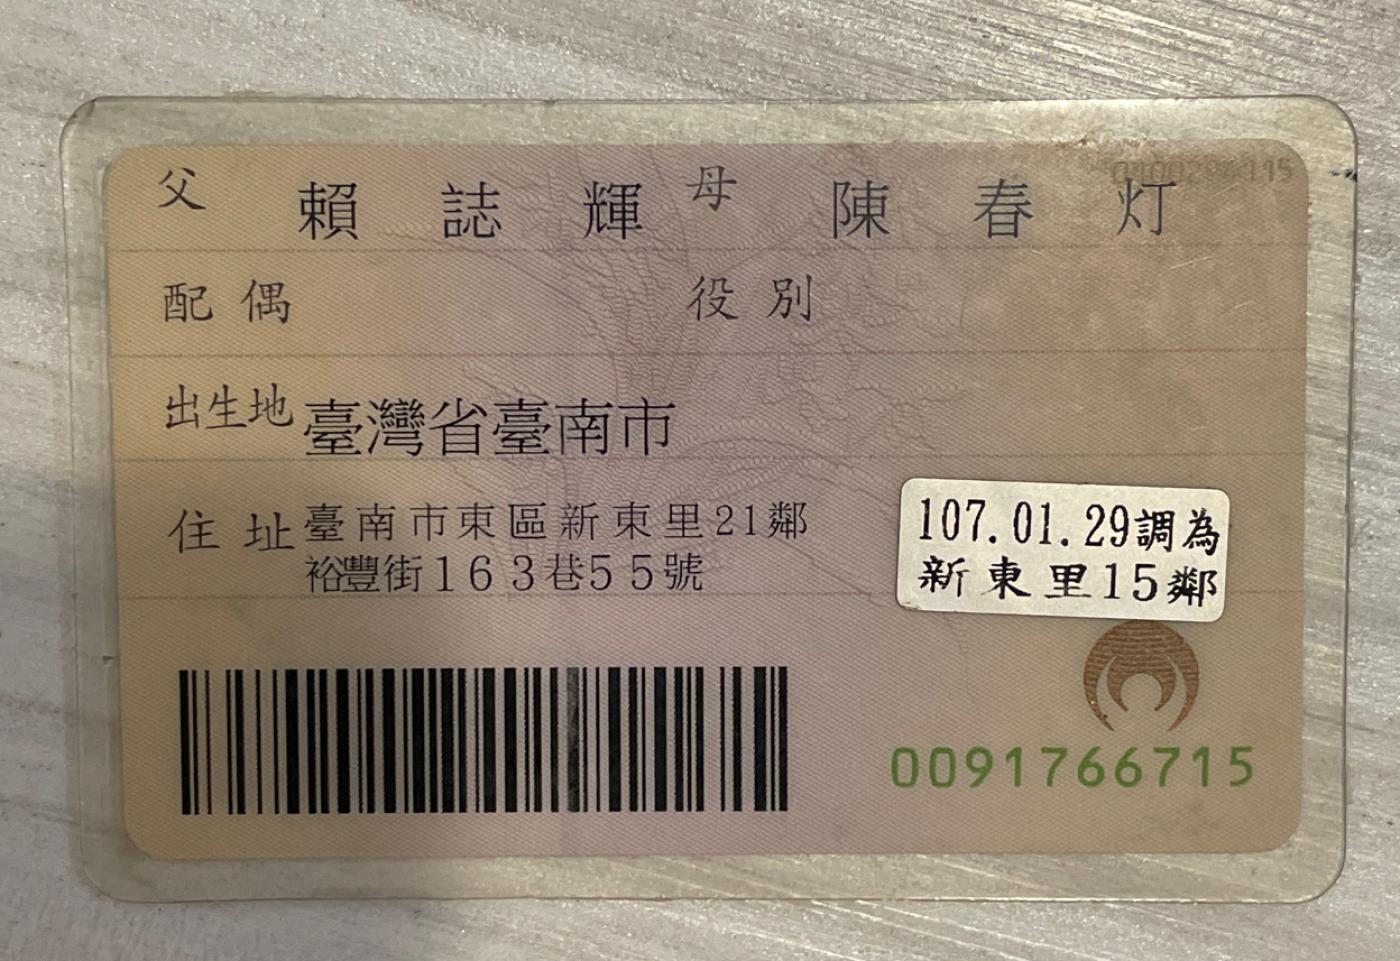 父 賴誌輝 母 陳春灯
配偶 役別
出生地 臺灣省臺南市
住址 臺南市東區新東里21鄰
裕豐街163巷55號
107.01.29調為
新東里15鄰
0091766715